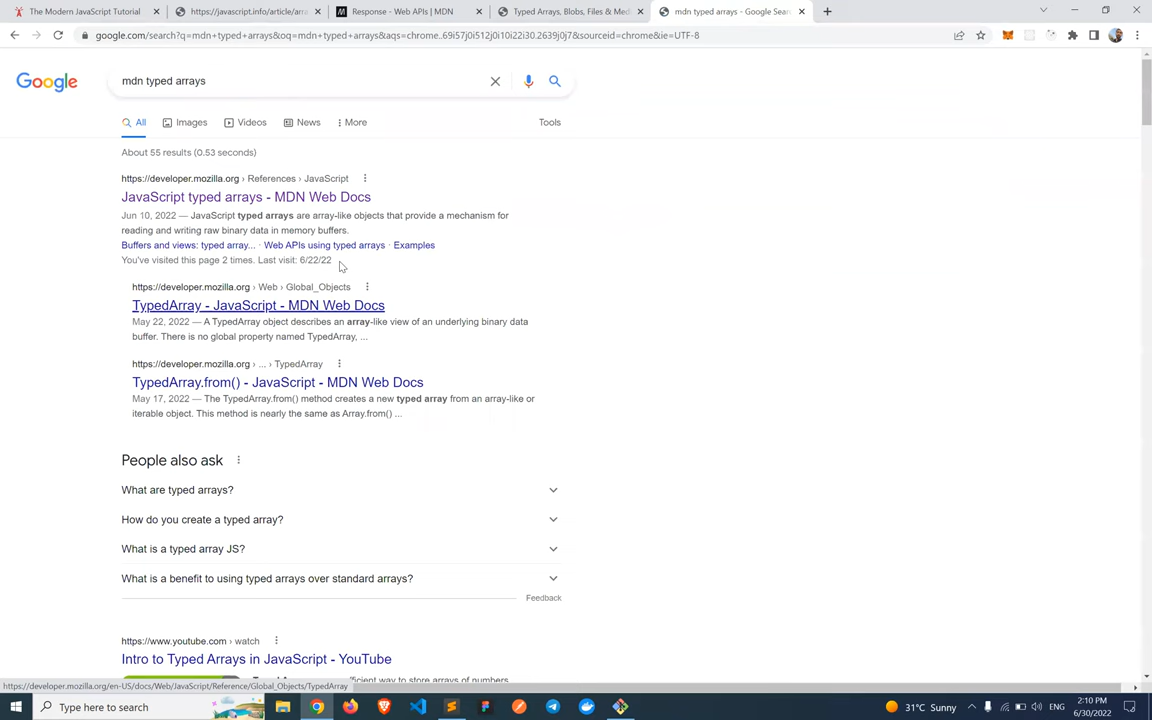 The Modern JavaScript Tutorial
https://javascript.info/article/arra
Response - Web APIs | MDN
Typed Arrays, Blobs, Files & Med
mdn typed arrays - Google Sear
google.com/search?q=mdn+typed+arrays&oq=mdn+typed+arrays&aqs=chrome..69i57j0i512j0i10i22i30.2639j0j7&sourceid=chrome&ie=UTF-8
Google
mdn typed arrays
All
Images
Videos
News
More
Tools
About 55 results (0.53 seconds)
https://developer.mozilla.org › References › JavaScript
JavaScript typed arrays - MDN Web Docs
Jun 10, 2022 — JavaScript typed arrays are array-like objects that provide a mechanism for
reading and writing raw binary data in memory buffers.
Buffers and views: typed array... · Web APIs using typed arrays · Examples
You've visited this page 2 times. Last visit: 6/22/22
https://developer.mozilla.org › Web › Global_Objects
TypedArray - JavaScript - MDN Web Docs
May 22, 2022 — A TypedArray object describes an array-like view of an underlying binary data
buffer. There is no global property named TypedArray, ...
https://developer.mozilla.org › ... › TypedArray
TypedArray.from() - JavaScript - MDN Web Docs
May 17, 2022 — The TypedArray.from() method creates a new typed array from an array-like or
iterable object. This method is nearly the same as Array.from() ...
People also ask
What are typed arrays?
How do you create a typed array?
What is a typed array JS?
What is a benefit to using typed arrays over standard arrays?
Feedback
https://www.youtube.com › watch
Intro to Typed Arrays in JavaScript - YouTube
https://developer.mozilla.org/en-US/docs/Web/JavaScript/Reference/Global_Objects/TypedArray
efficient way to store arrays of numbers
Type here to search
31°C Sunny
ENG
2:10 PM
6/30/2022